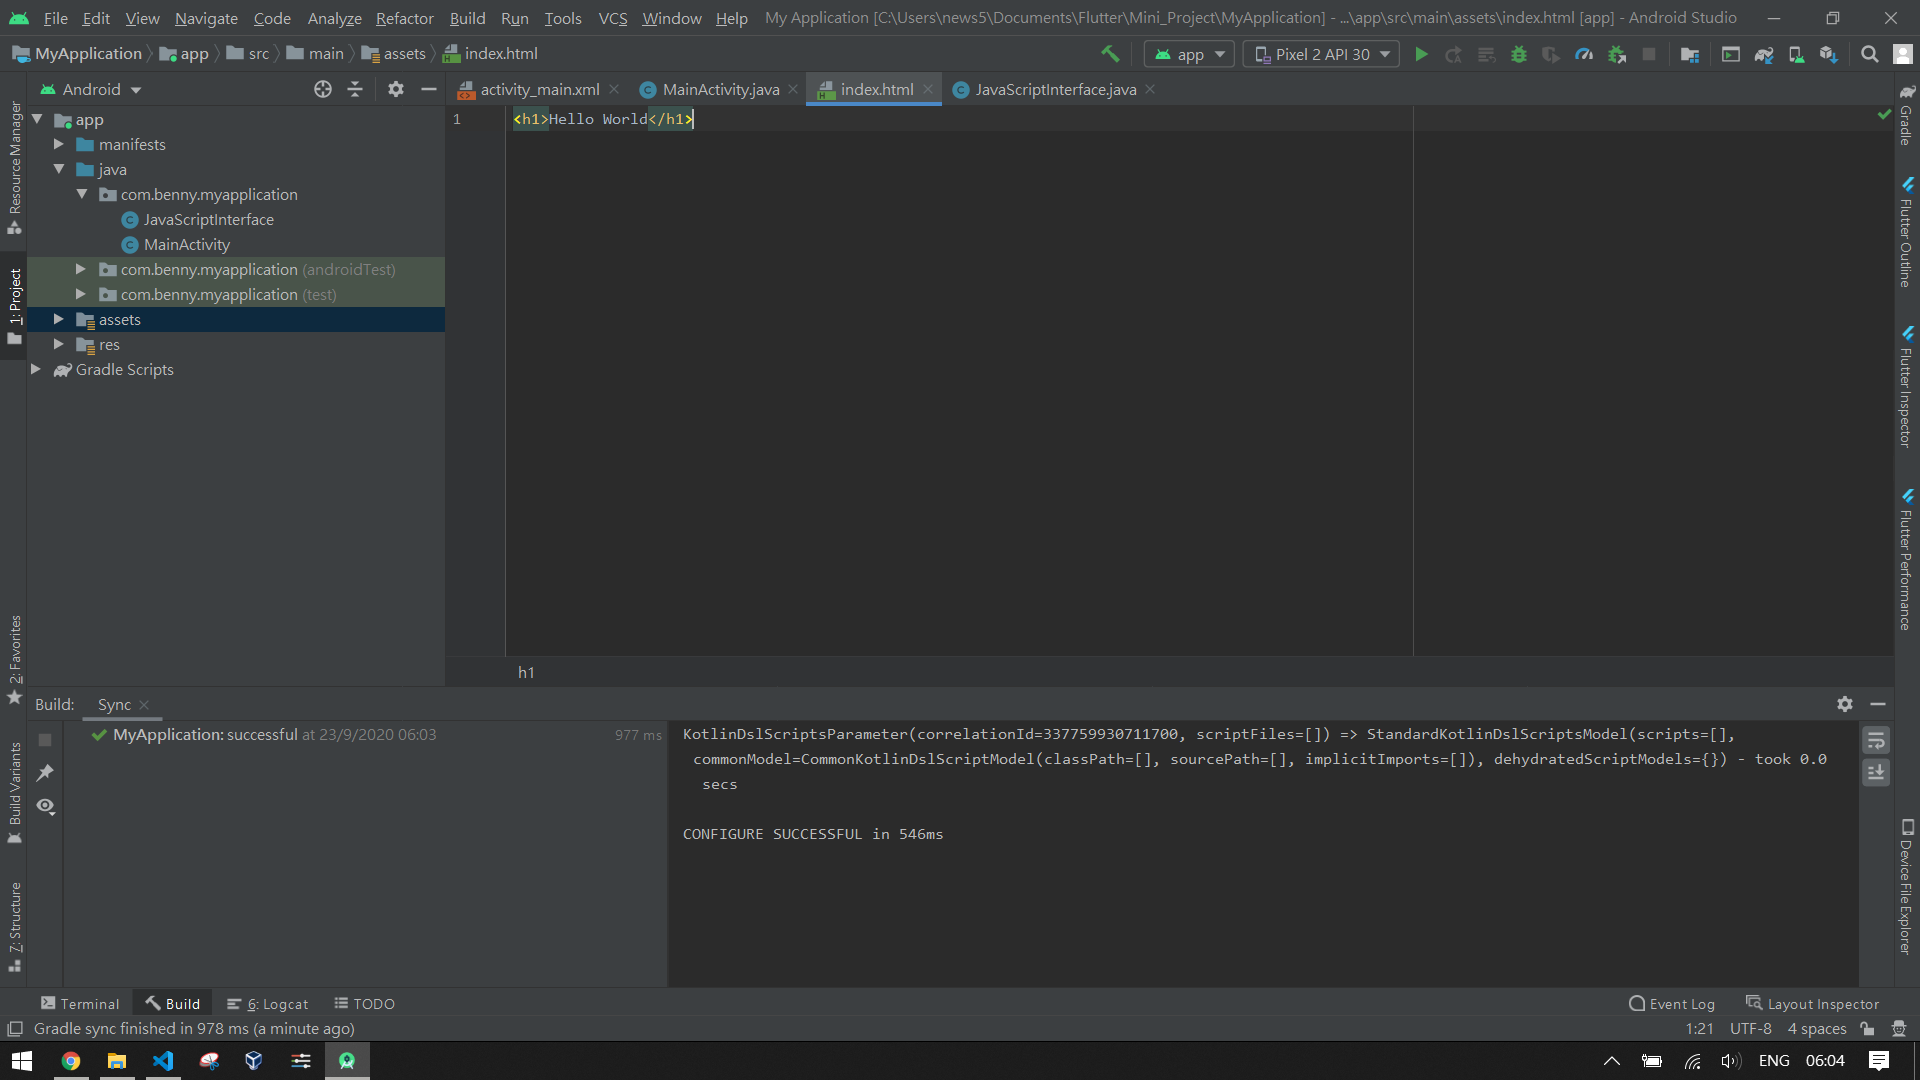 File Edit View Navigate Code Analyze Refactor Build Run Tools VCS Window Help My Application [C:\Users\news5\Documents\Flutter\Mini_Project\MyApplication] - ...\app\src\main\assets\index.html [app] - Android Studio
MyApplication app src main assets index.html app Pixel 2 API 30
Android activity_main.xml MainActivity.java index.html JavaScriptInterface.java
1 <h1>Hello World</h1>
app
manifests
java
com.benny.myapplication
JavaScriptInterface
MainActivity
com.benny.myapplication (androidTest)
com.benny.myapplication (test)
assets
res
Gradle Scripts
Resource Manager
1: Project
2: Favorites
Build Variants
7: Structure
Gradle
Flutter Outline
Flutter Inspector
Flutter Performance
Device File Explorer
h1
Build: Sync
MyApplication: successful at 23/9/2020 06:03 977 ms
KotlinDslScriptsParameter(correlationId=337759930711700, scriptFiles=[]) => StandardKotlinDslScriptsModel(scripts=[],
commonModel=CommonKotlinDslScriptModel(classPath=[], sourcePath=[], implicitImports=[]), dehydratedScriptModels={}) - took 0.0
secs
CONFIGURE SUCCESSFUL in 546ms
Terminal Build 6: Logcat TODO Event Log Layout Inspector
Gradle sync finished in 978 ms (a minute ago) 1:21 UTF-8 4 spaces
ENG 06:04